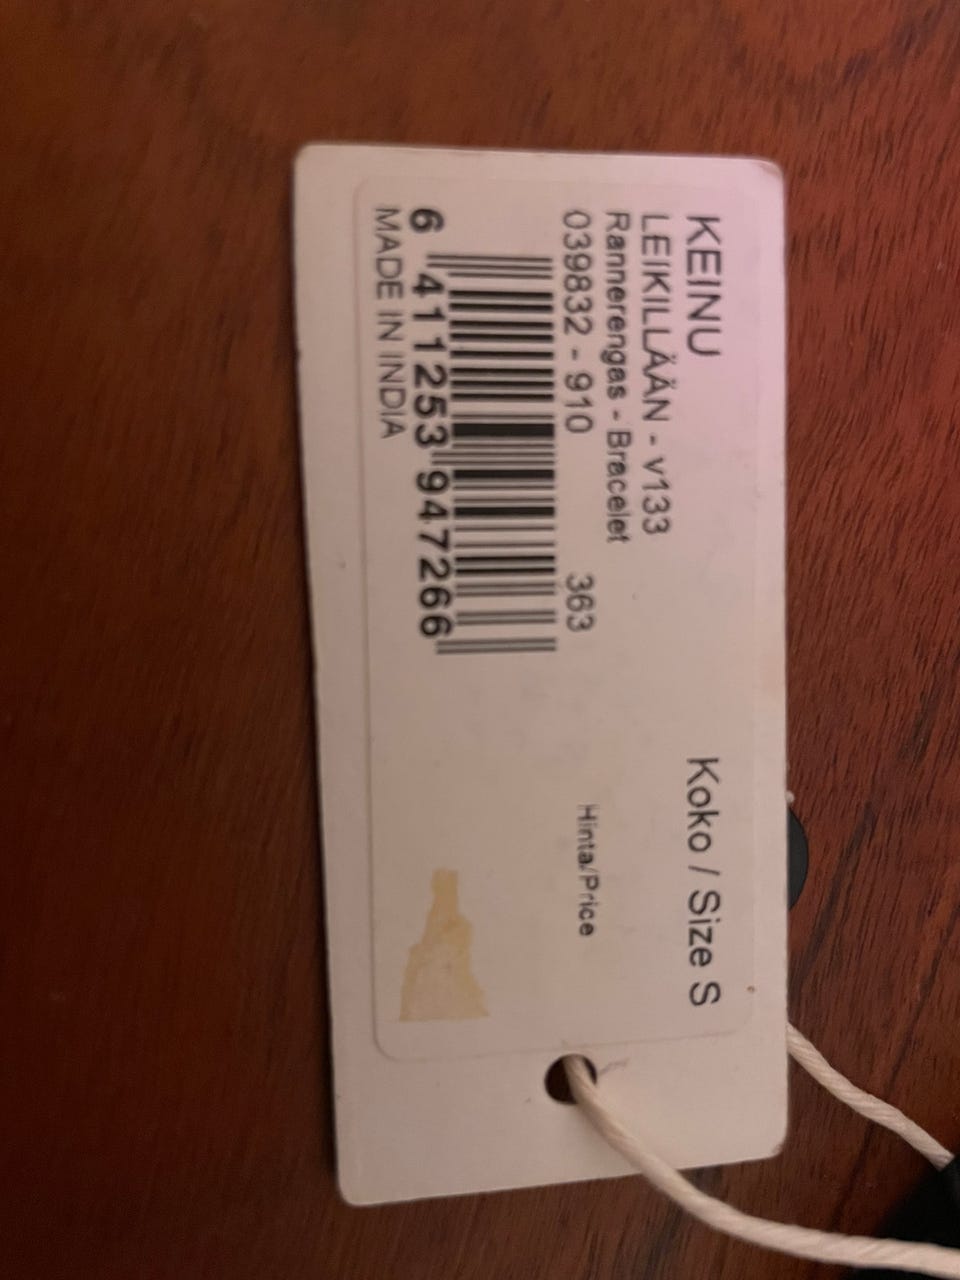 KEINU Koko / Size S
LEIKILLÄÄN - v133
Rannerengas - Bracelet
039832 - 910 363 Hinta/Price
6 411253 947266
MADE IN INDIA